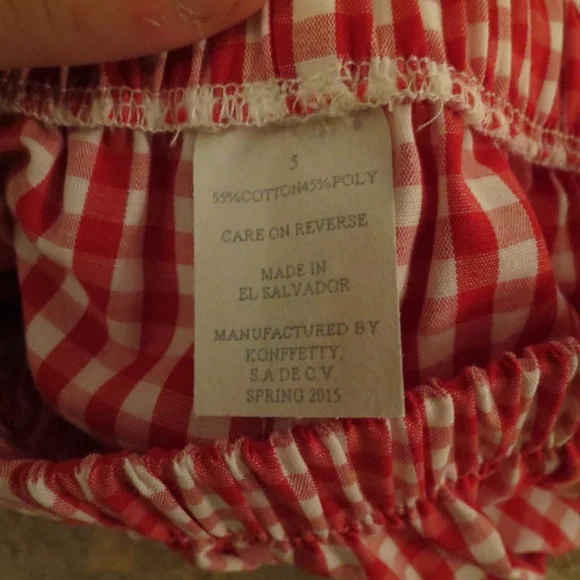 5
55%COTTON45%POLY
CARE ON REVERSE
MADE IN
EL SALVADOR
MANUFACTURED BY
KONFFETTY,
S.A DE C.V.
SPRING 2015